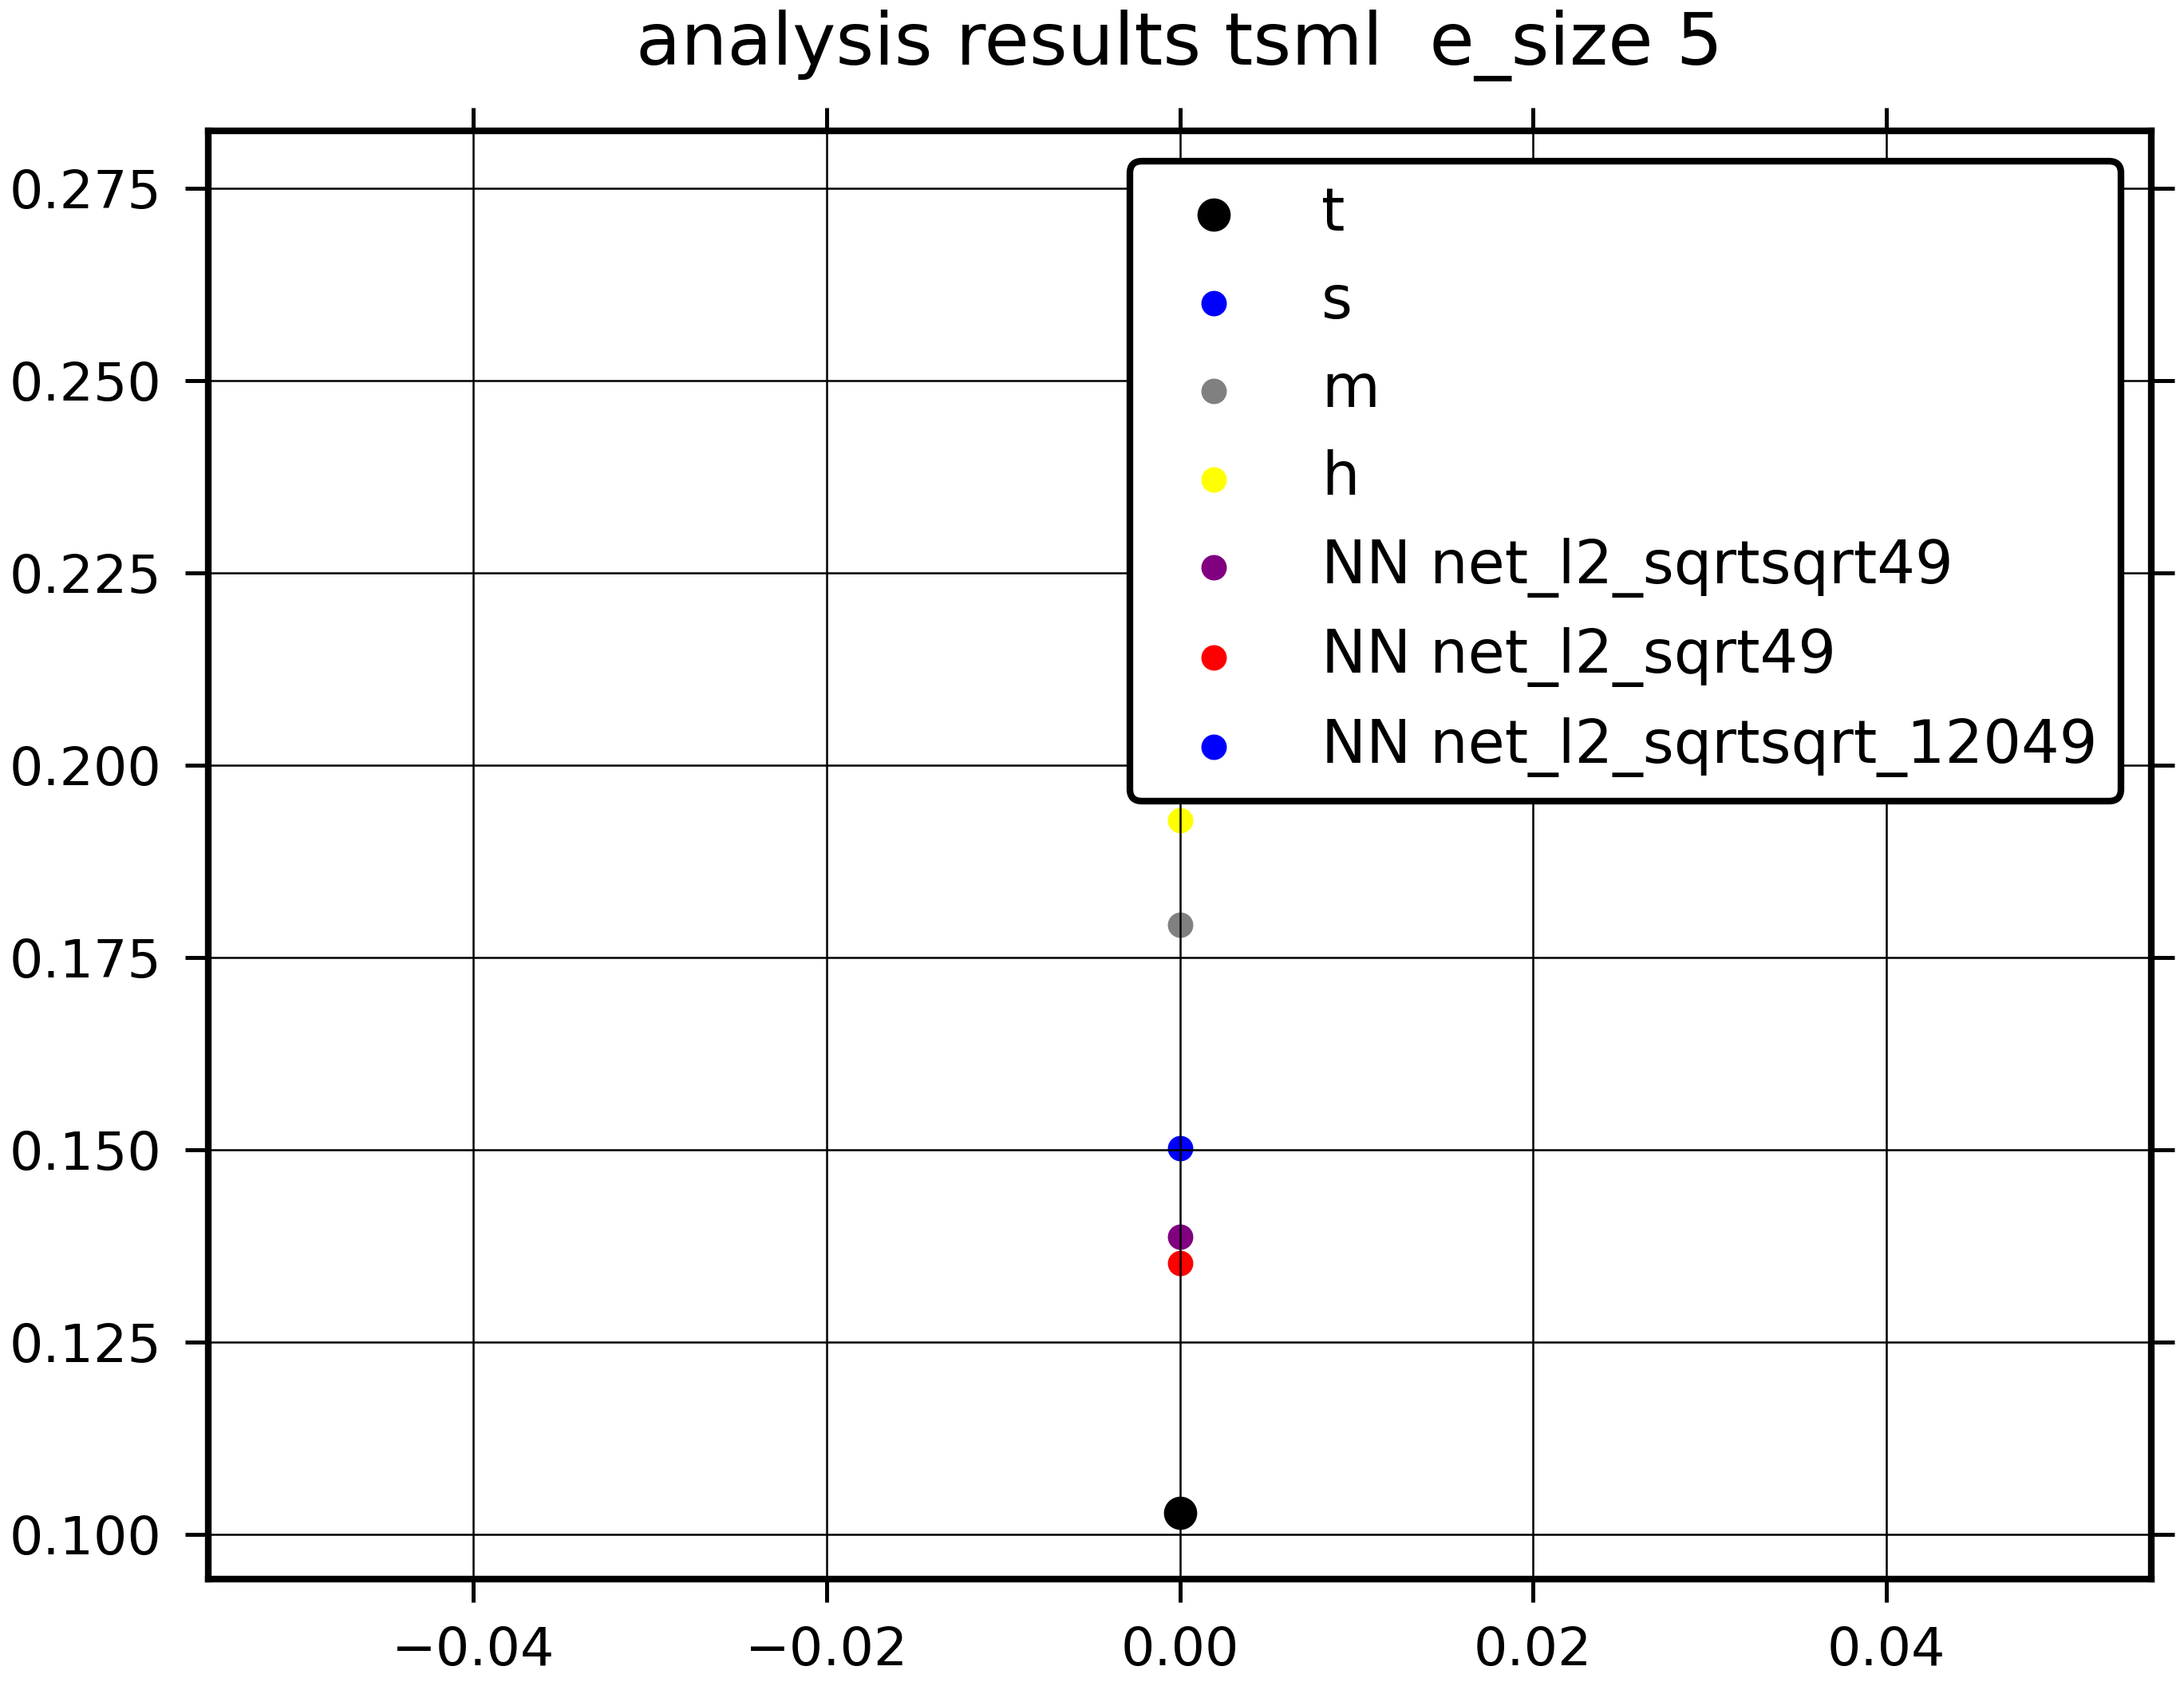 analysis results tsml  e_size 5
0.275
0.250
0.225
0.200
0.175
0.150
0.125
0.100
t
s
m
h
NN net_l2_sqrtsqrt49
NN net_l2_sqrt49
NN net_l2_sqrtsqrt_12049
−0.04 −0.02 0.00 0.02 0.04